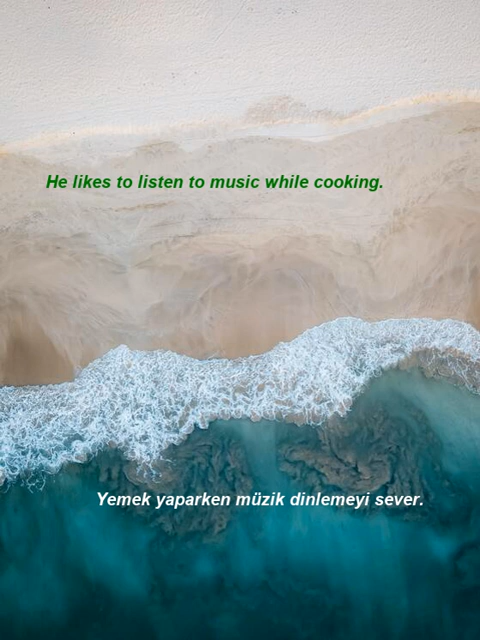 He likes to listen to music while cooking.
Yemek yaparken müzik dinlemeyi sever.